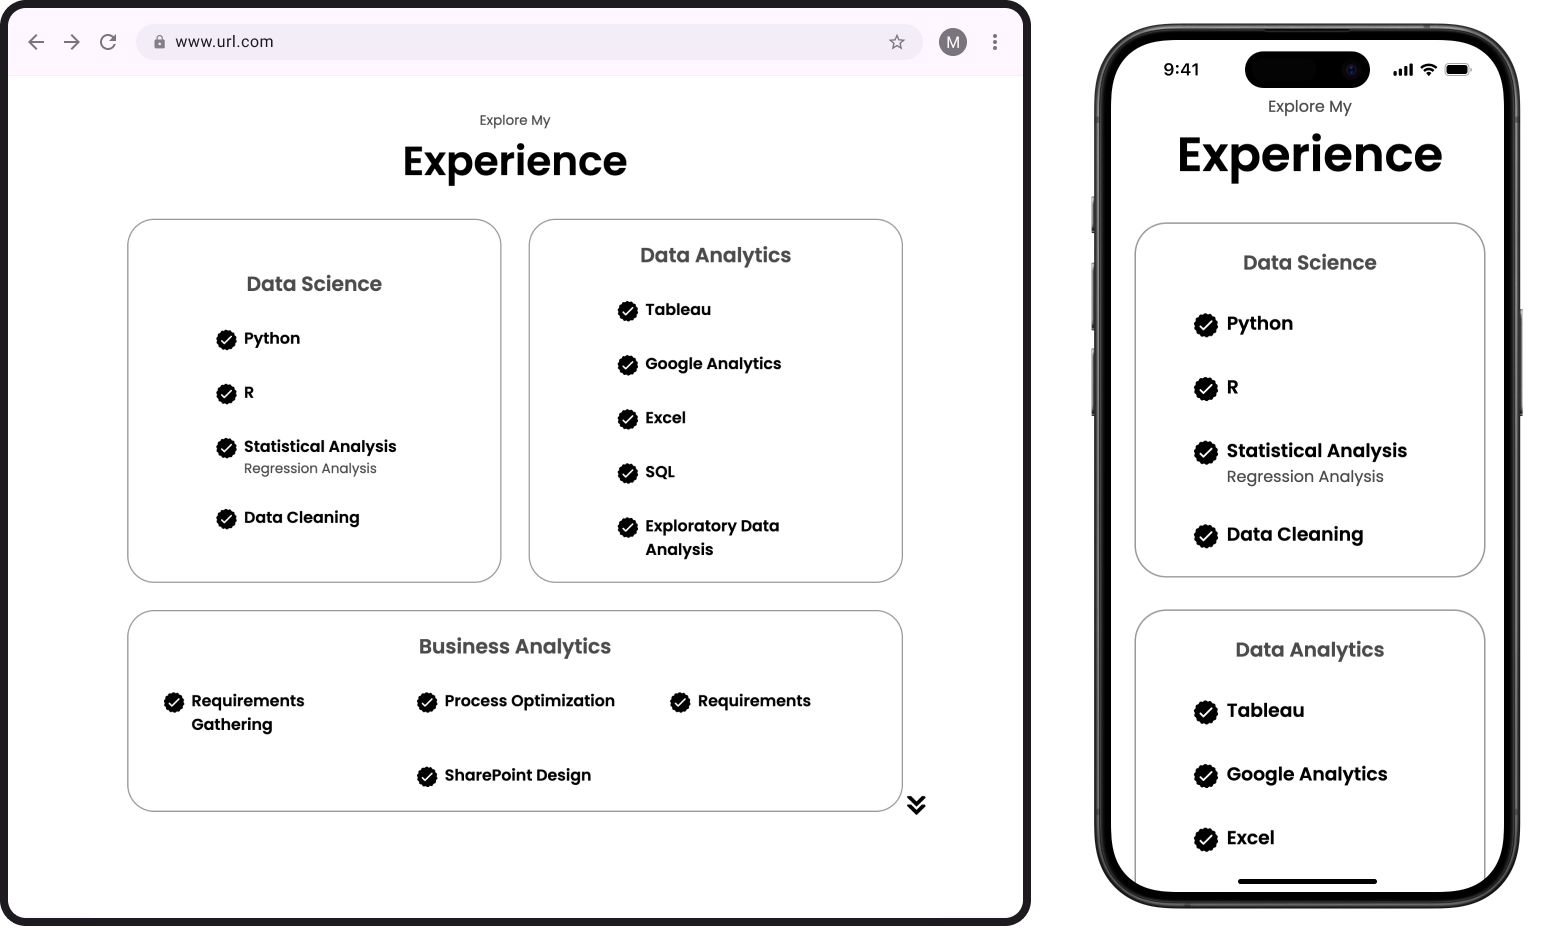 www.url.com
M
Explore My
Experience
Data Science
Python
R
Statistical Analysis
Regression Analysis
Data Cleaning
Data Analytics
Tableau
Google Analytics
Excel
SQL
Exploratory Data
Analysis
Business Analytics
Requirements
Gathering
Process Optimization
Requirements
SharePoint Design
9:41
Explore My
Experience
Data Science
Python
R
Statistical Analysis
Regression Analysis
Data Cleaning
Data Analytics
Tableau
Google Analytics
Excel